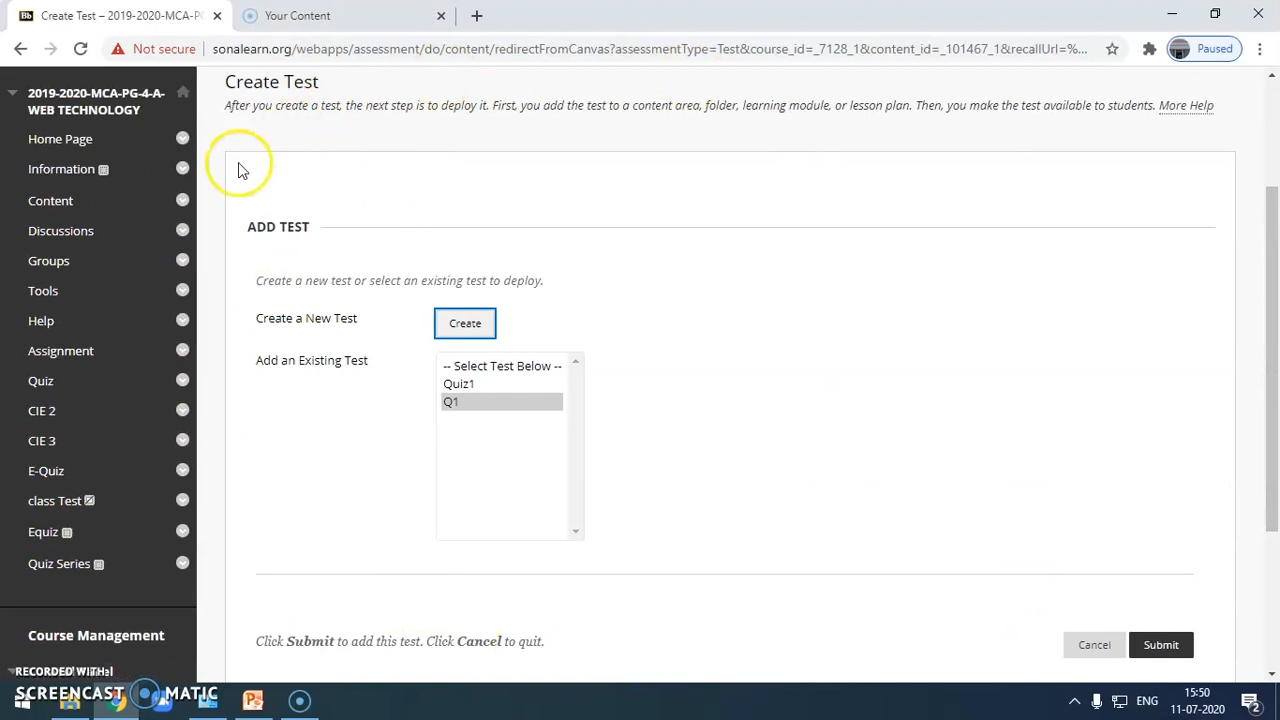 Create Test – 2019-2020-MCA-PG
Your Content
Not secure
sonalearn.org/webapps/assessment/do/content/redirectFromCanvas?assessmentType=Test&course_id=_7128_1&content_id=_101467_1&recallUrl=%...
Paused
2019-2020-MCA-PG-4-A-
WEB TECHNOLOGY
Home Page
Information
Content
Discussions
Groups
Tools
Help
Assignment
Quiz
CIE 2
CIE 3
E-Quiz
class Test
Equiz
Quiz Series
Course Management
Create Test
After you create a test, the next step is to deploy it. First, you add the test to a content area, folder, learning module, or lesson plan. Then, you make the test available to students. More Help
ADD TEST
Create a new test or select an existing test to deploy.
Create a New Test
Create
Add an Existing Test
-- Select Test Below --
Quiz1
Q1
Click Submit to add this test. Click Cancel to quit.
Cancel
Submit
RECORDED WITH
SCREENCAST MATIC
ENG
15:50
11-07-2020
2